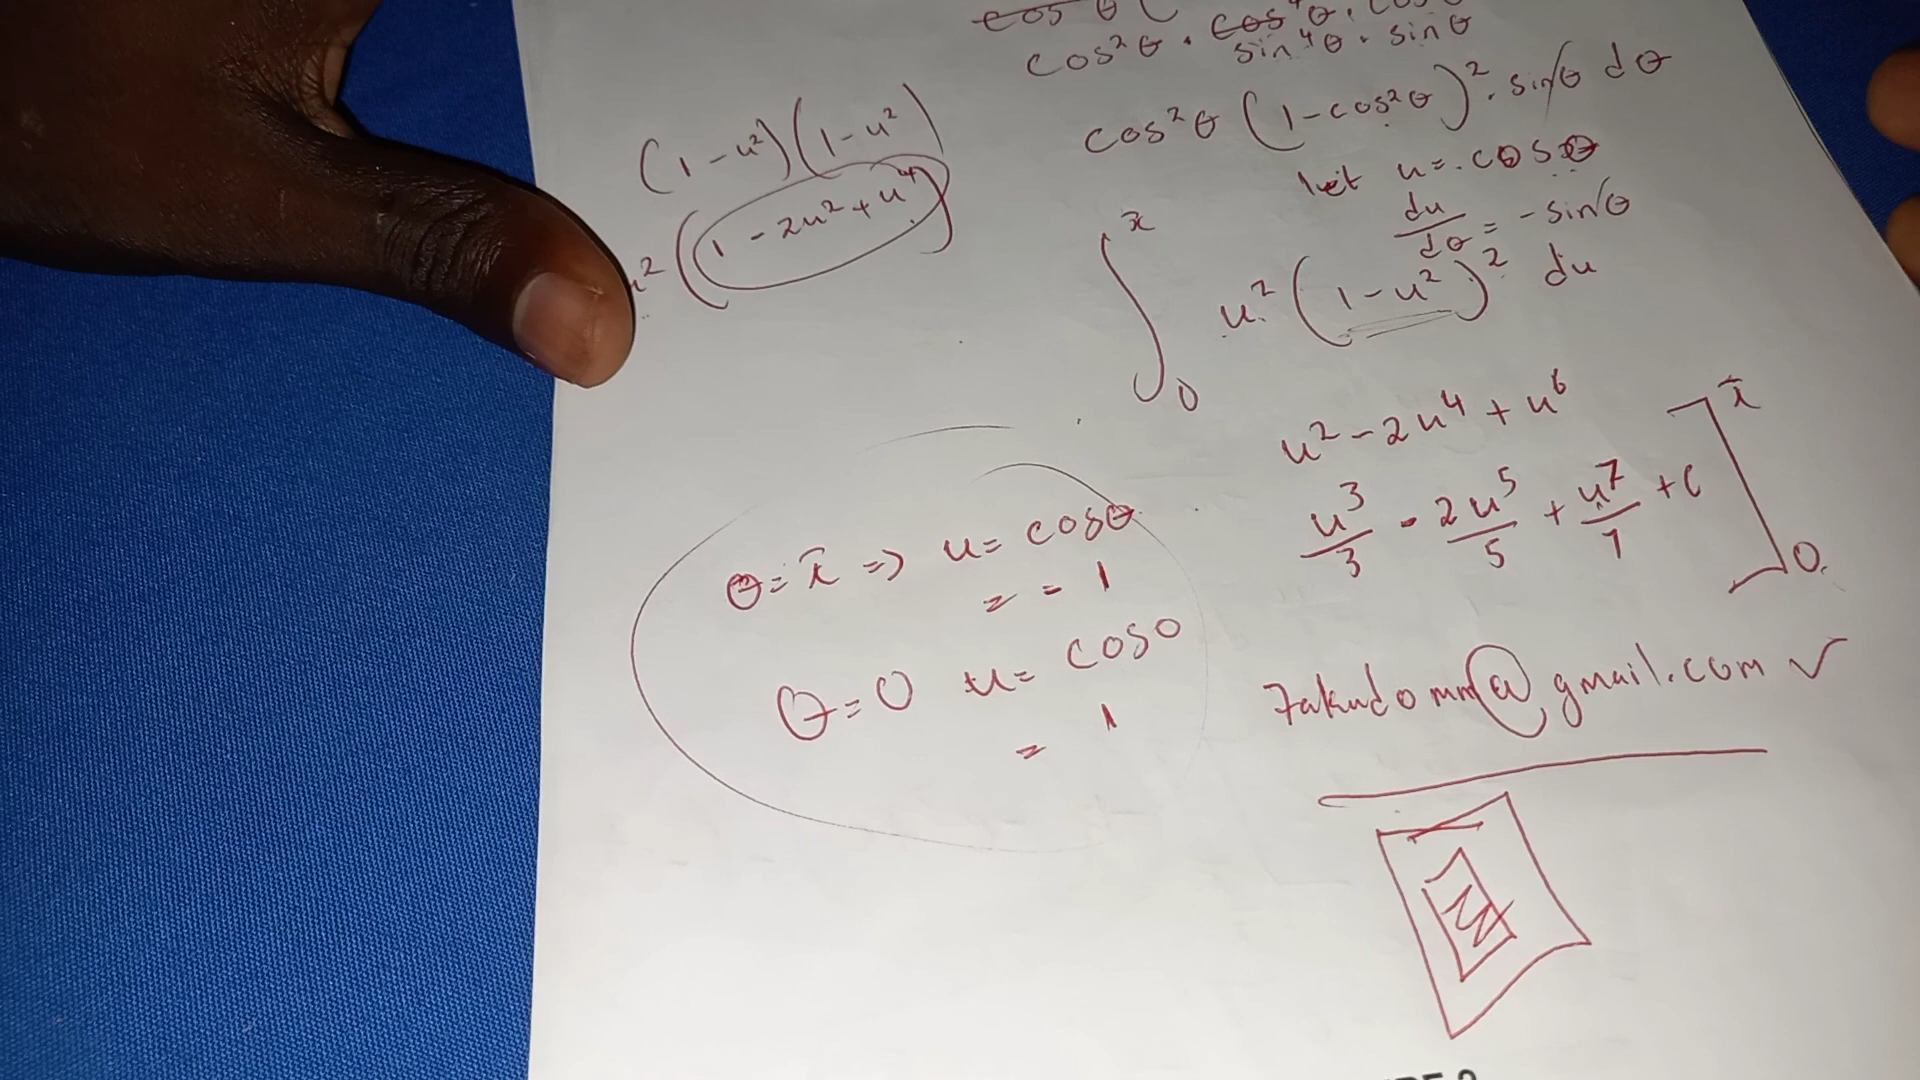 cos θ (
cos²θ . cos⁴θ .
sin⁴θ . sinθ
cos²θ (1-cos²θ)² . sinθ dθ
let u = cosθ
du/dθ = -sinθ
∫₀^π u² (1-u²)² du
u² - 2u⁴ + u⁶
u³/3 - 2u⁵/5 + u⁷/7 + c ]₀^π
(1-u²)(1-u²)
u² (1 - 2u² + u⁴)
θ = π => u = cosθ
= - 1
θ = 0 u = cos0
= 1
@gmail.com ✓